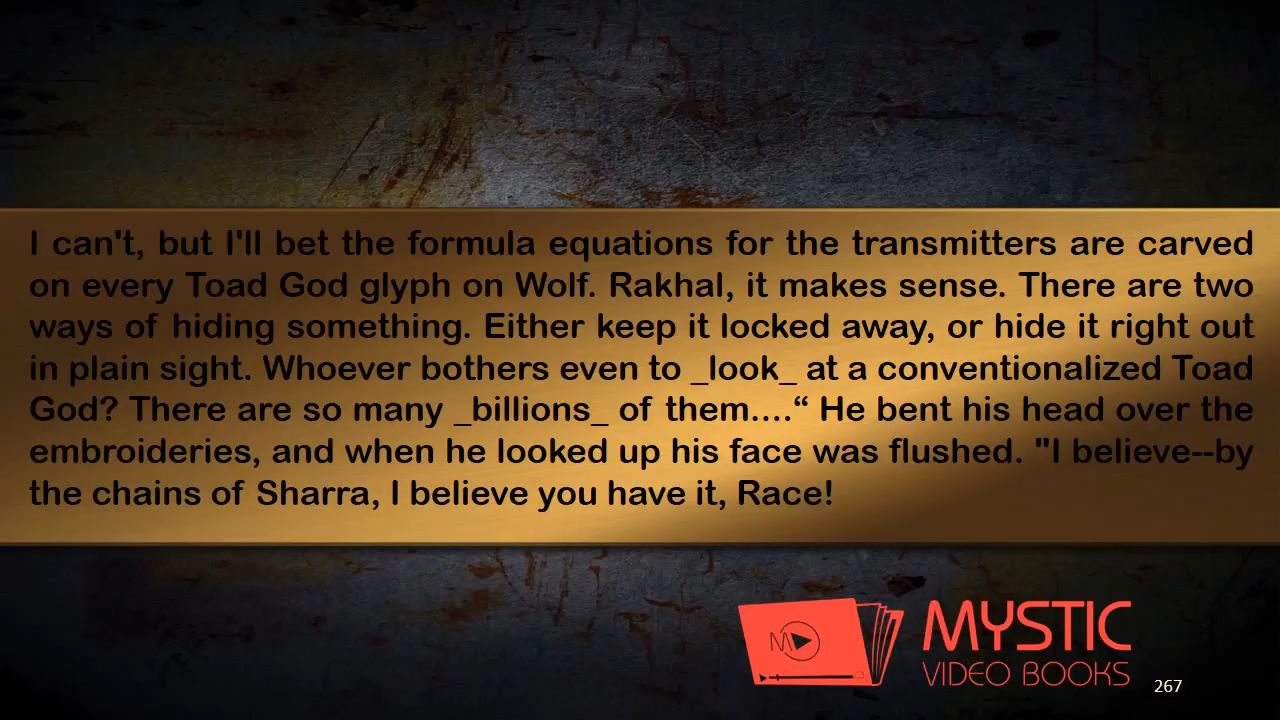 I can't, but I'll bet the formula equations for the transmitters are carved
on every Toad God glyph on Wolf. Rakhal, it makes sense. There are two
ways of hiding something. Either keep it locked away, or hide it right out
in plain sight. Whoever bothers even to _look_ at a conventionalized Toad
God? There are so many _billions_ of them....“ He bent his head over the
embroideries, and when he looked up his face was flushed. "I believe--by
the chains of Sharra, I believe you have it, Race!
MYSTIC
VIDEO BOOKS
267